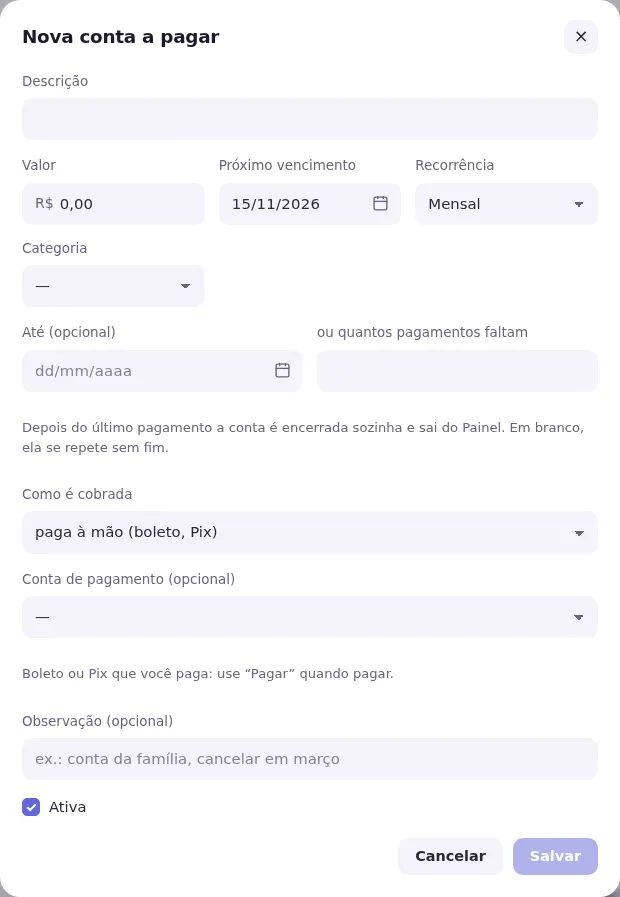 Nova conta a pagar
Descrição
Valor
Próximo vencimento
Recorrência
R$ 0,00
15/11/2026
Mensal
Categoria
—
Até (opcional)
ou quantos pagamentos faltam
dd/mm/aaaa
Depois do último pagamento a conta é encerrada sozinha e sai do Painel. Em branco,
ela se repete sem fim.
Como é cobrada
paga à mão (boleto, Pix)
Conta de pagamento (opcional)
—
Boleto ou Pix que você paga: use “Pagar” quando pagar.
Observação (opcional)
ex.: conta da família, cancelar em março
Ativa
Cancelar
Salvar